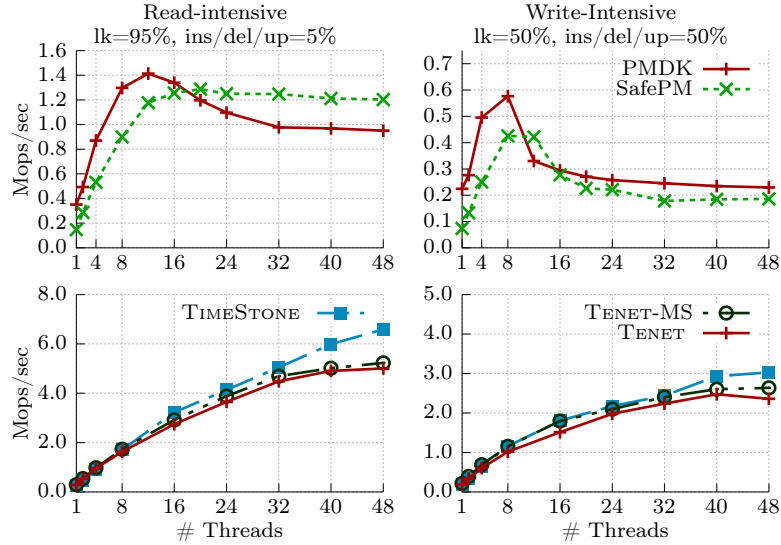 Read-intensive
lk=95%, ins/del/up=5%
Write-Intensive
lk=50%, ins/del/up=50%
Mops/sec
1.6
1.4
1.2
1.0
0.8
0.6
0.4
0.2
0.0
1 4 8 16 24 32 40 48
0.7
0.6
0.5
0.4
0.3
0.2
0.1
0.0
1 4 8 16 24 32 40 48
PMDK
SafePM
Mops/sec
8.0
6.0
4.0
2.0
0.0
1 8 16 24 32 40 48
# Threads
TIMESTONE
5.0
4.0
3.0
2.0
1.0
0.0
1 8 16 24 32 40 48
# Threads
TENET-MS
TENET